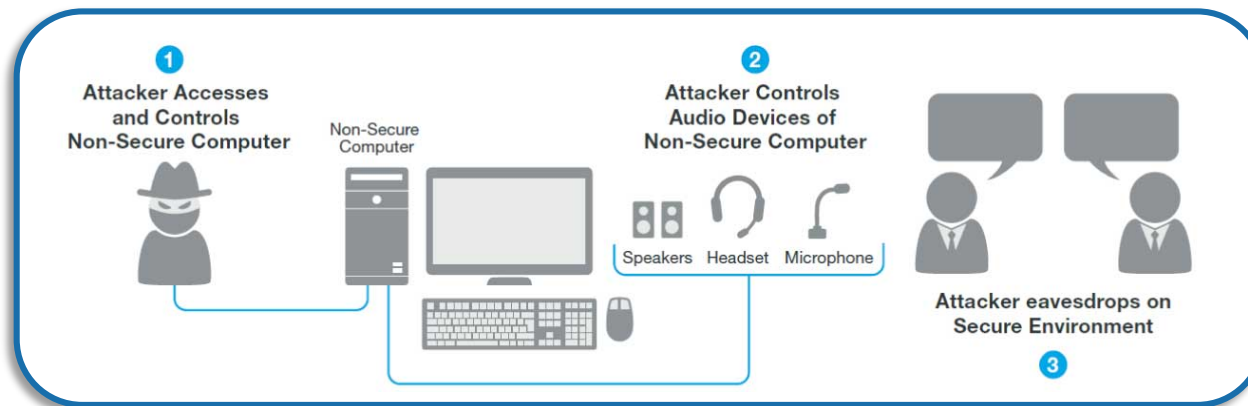 1
Attacker Accesses
and Controls
Non-Secure Computer
Non-Secure
Computer
2
Attacker Controls
Audio Devices of
Non-Secure Computer
Speakers Headset Microphone
Attacker eavesdrops on
Secure Environment
3